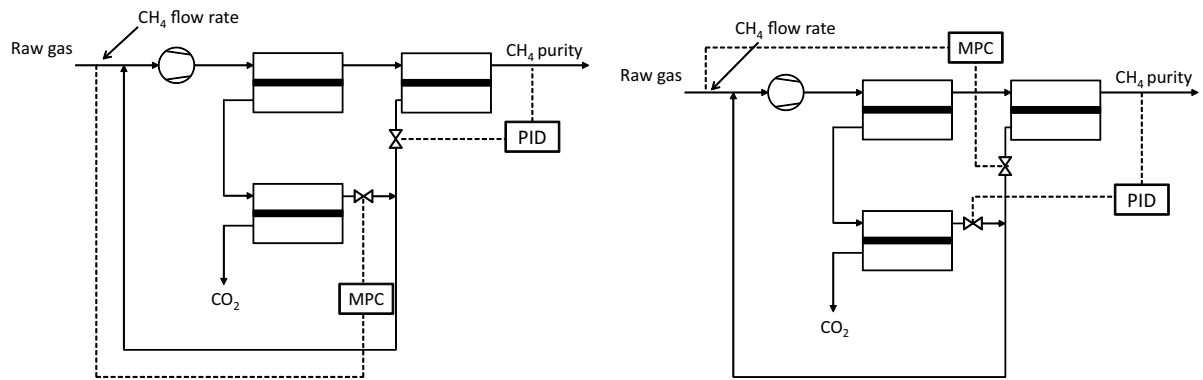 CH₄ flow rate
Raw gas
CH₄ purity
PID
MPC
CO₂
CH₄ flow rate
MPC
Raw gas
CH₄ purity
PID
CO₂